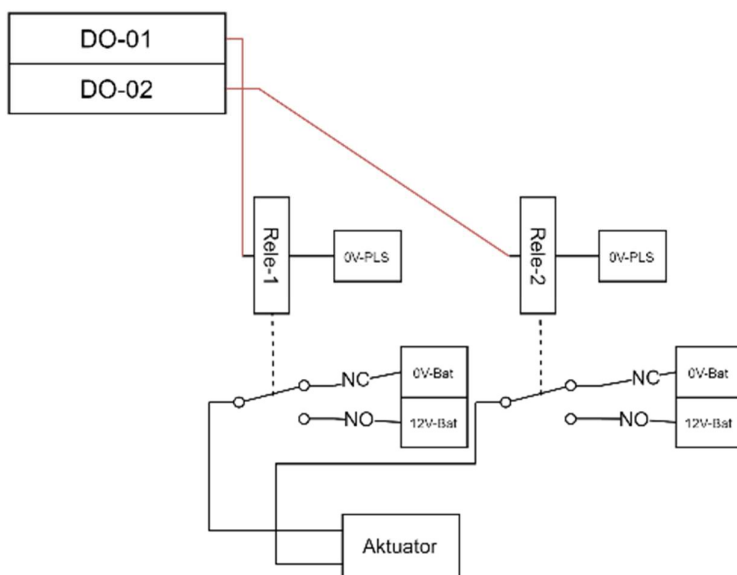 DO-01
DO-02
Rele-1
0V-PLS
Rele-2
0V-PLS
NC
0V-Bat
NO
12V-Bat
NC
0V-Bat
NO
12V-Bat
Aktuator